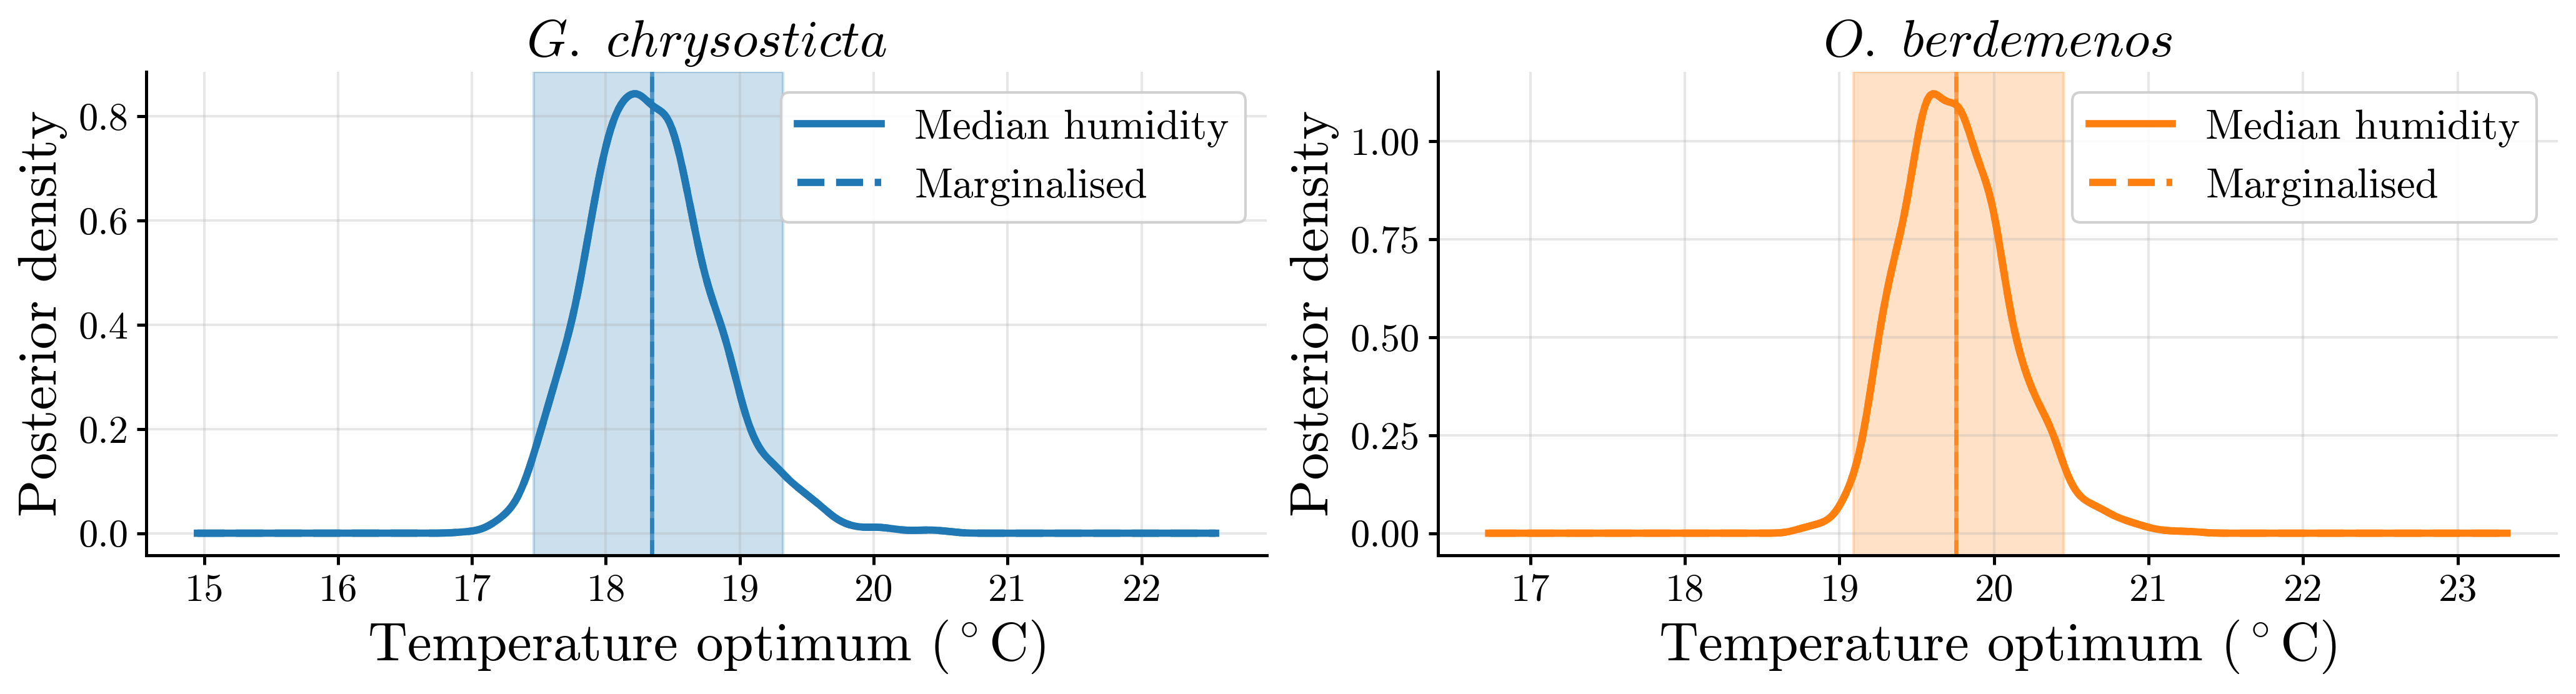 G. chrysosticta
Posterior density
0.8
0.6
0.4
0.2
0.0
Median humidity
Marginalised
15 16 17 18 19 20 21 22
Temperature optimum (°C)
O. berdemenos
Posterior density
1.00
0.75
0.50
0.25
0.00
Median humidity
Marginalised
17 18 19 20 21 22 23
Temperature optimum (°C)